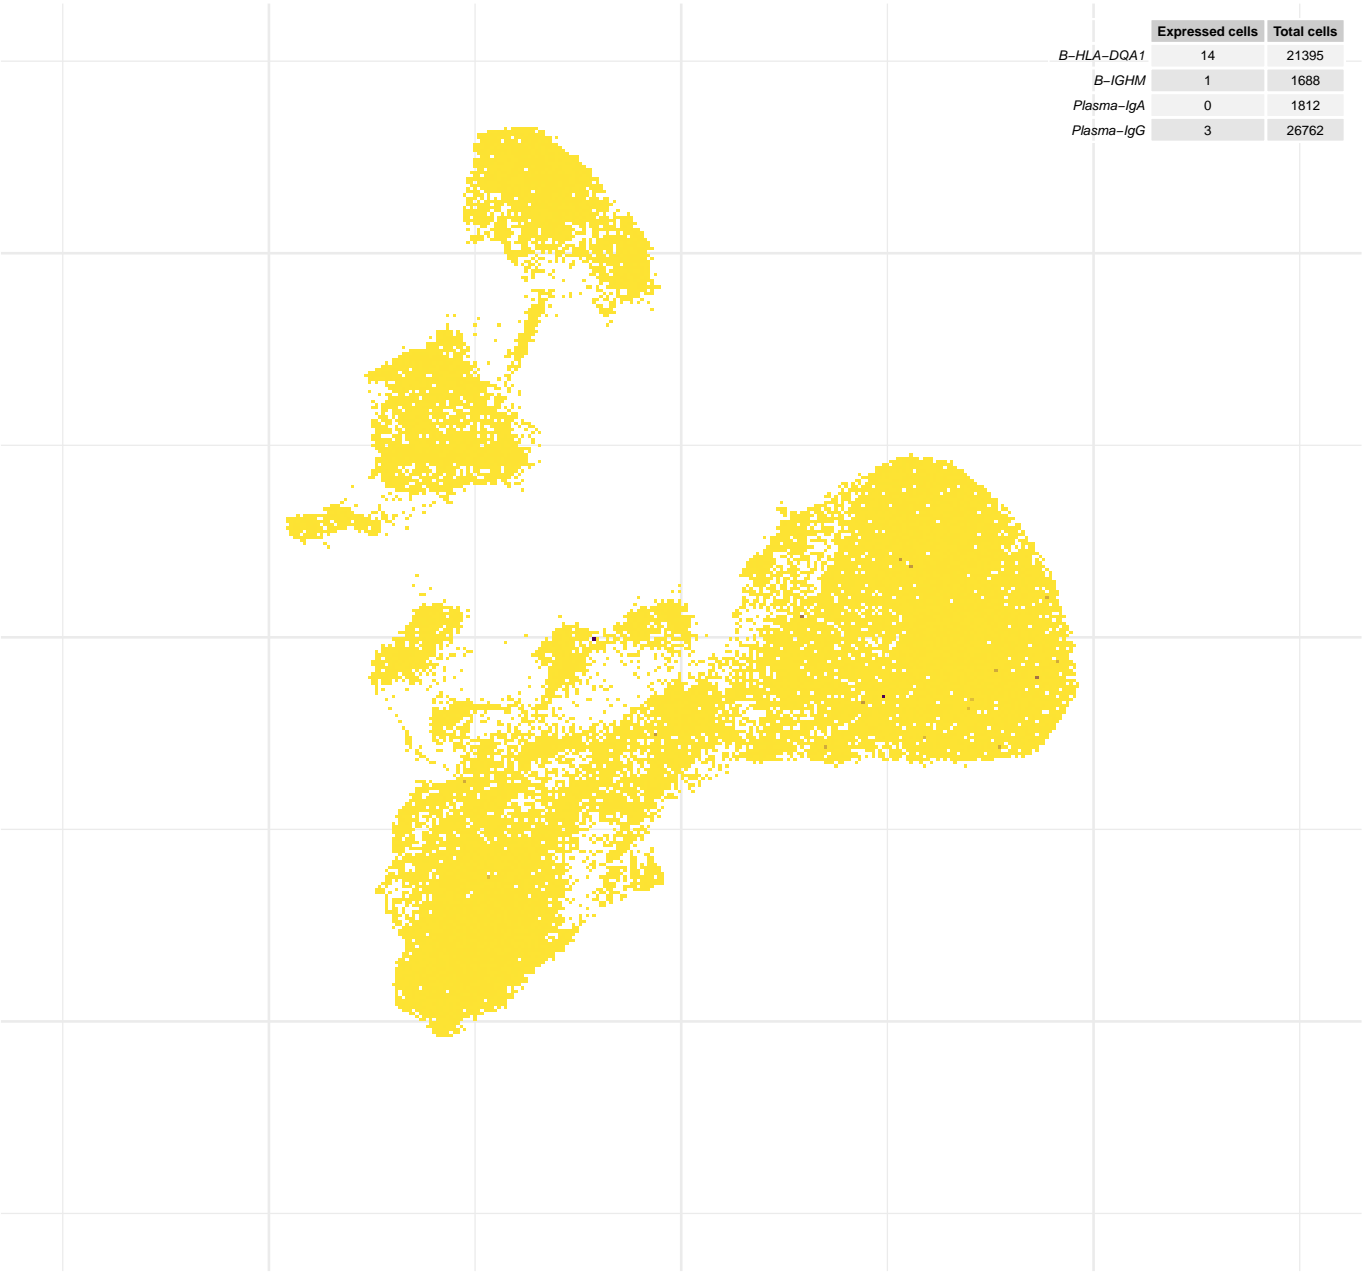 Expressed cells Total cells
B−HLA−DQA1 14 21395
B−IGHM 1 1688
Plasma−IgA 0 1812
Plasma−IgG 3 26762